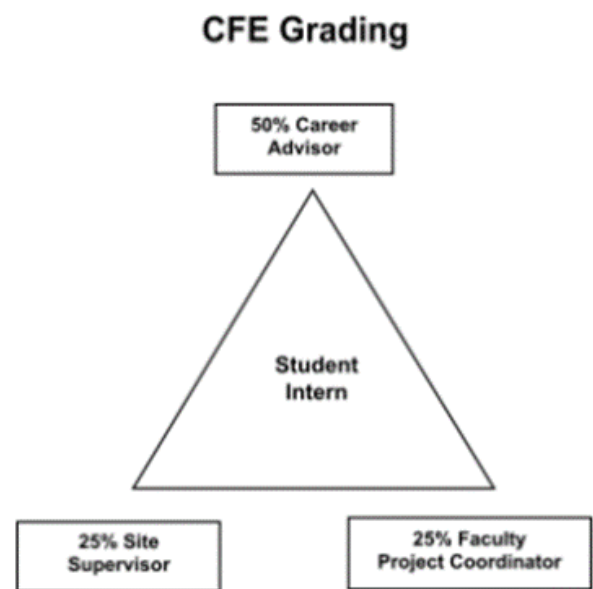 CFE Grading
50% Career
Advisor
Student
Intern
25% Site
Supervisor
25% Faculty
Project Coordinator